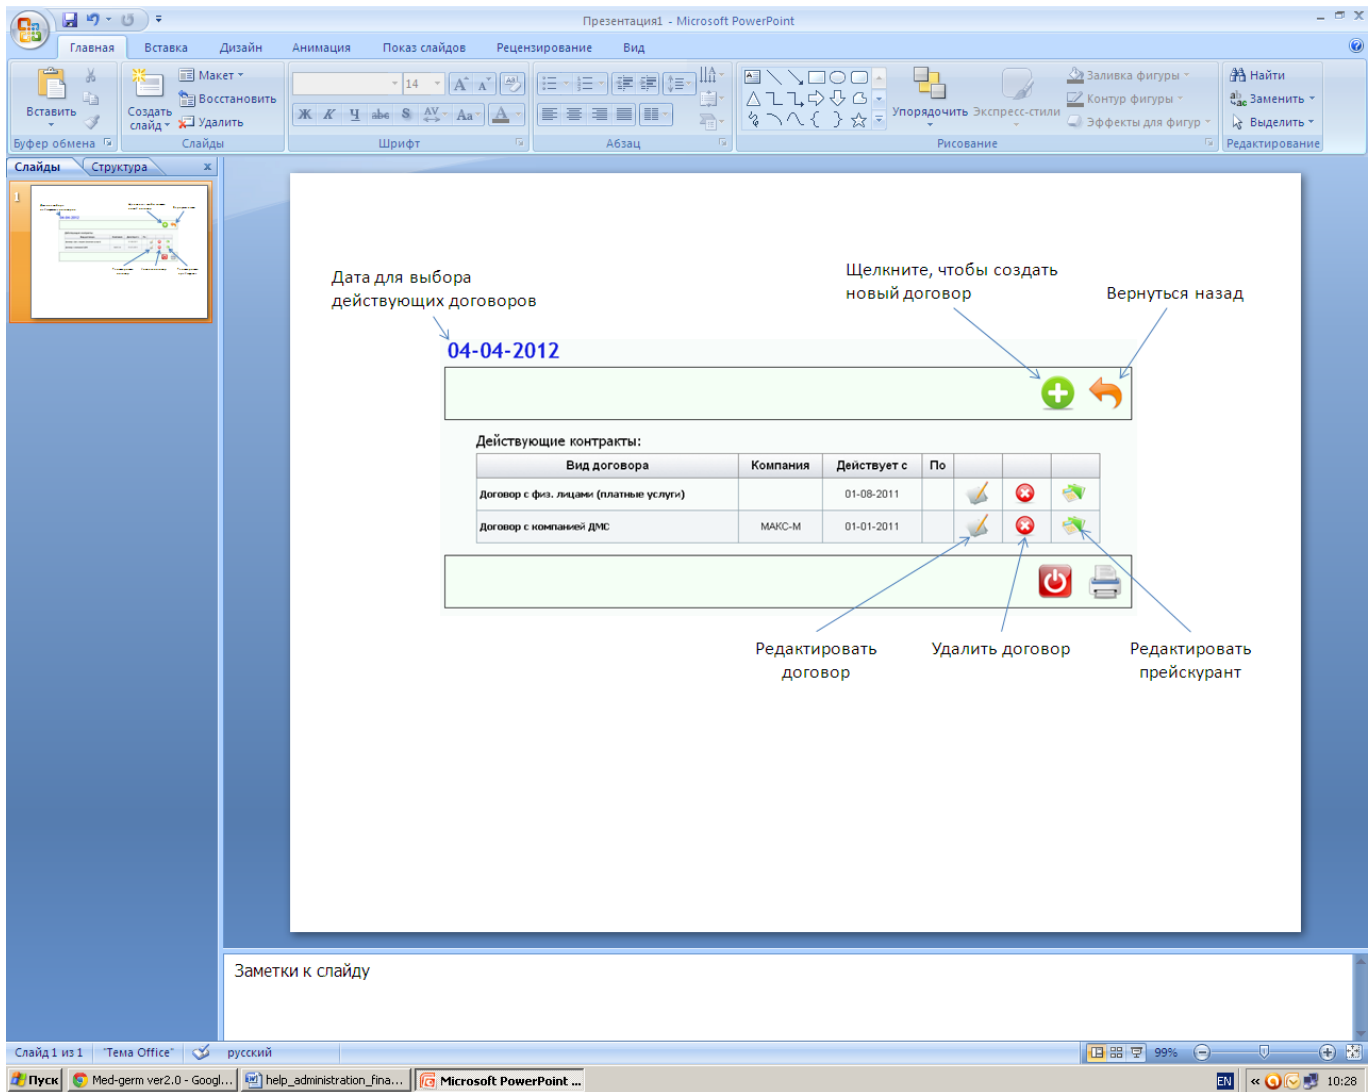 Презентация1 - Microsoft PowerPoint
Главная Вставка Дизайн Анимация Показ слайдов Рецензирование Вид
Вставить
Буфер обмена
Создать
слайд
Макет
Восстановить
Удалить
Слайды
14
Ж К Ч abc S AV Aa А
Шрифт
Абзац
Упорядочить
Экспресс-стили
Заливка фигуры
Контур фигуры
Эффекты для фигур
Рисование
Найти
Заменить
Выделить
Редактирование
Слайды Структура x
1
Дата для выбора
действующих договоров
Щелкните, чтобы создать
новый договор
Вернуться назад
04-04-2012
Действующие контракты:
Вид договора Компания Действует с По
Договор с физ. лицами (платные услуги) 01-08-2011
Договор с компанией ДМС МАКС-М 01-01-2011
Редактировать
договор
Удалить договор
Редактировать
прейскурант
Заметки к слайду
Слайд 1 из 1 "Тема Office" русский 99%
Пуск Med-germ ver2.0 - Googl... help_administration_fina... Microsoft PowerPoint ... EN « 10:28